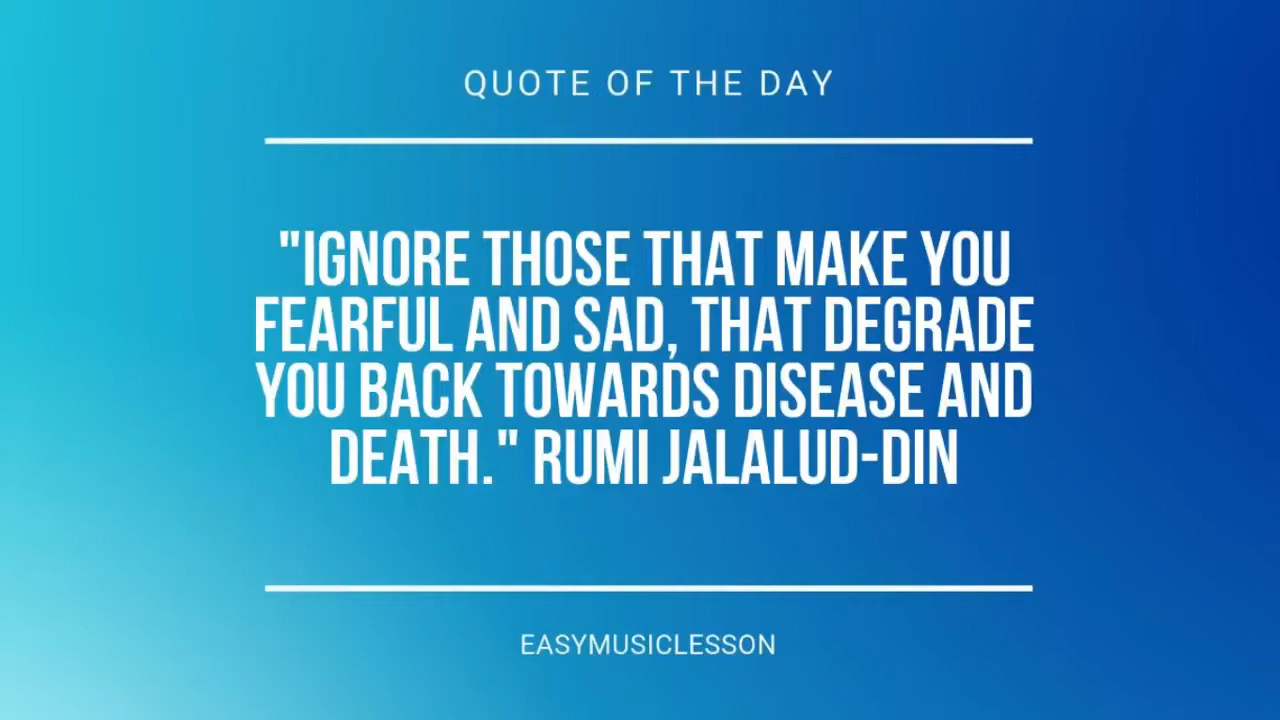 QUOTE OF THE DAY
"IGNORE THOSE THAT MAKE YOU
FEARFUL AND SAD, THAT DEGRADE
YOU BACK TOWARDS DISEASE AND
DEATH." RUMI JALALUD-DIN
EASYMUSICLESSON